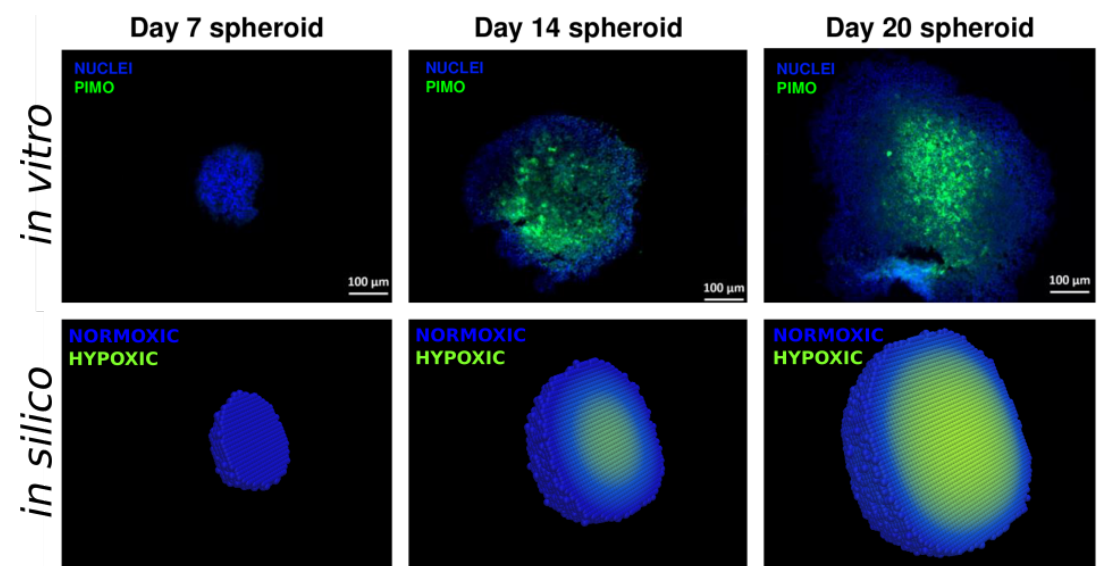 Day 7 spheroid
Day 14 spheroid
Day 20 spheroid
in vitro
NUCLEI
PIMO
100 µm
NUCLEI
PIMO
100 µm
NUCLEI
PIMO
100 µm
in silico
NORMOXIC
HYPOXIC
NORMOXIC
HYPOXIC
NORMOXIC
HYPOXIC